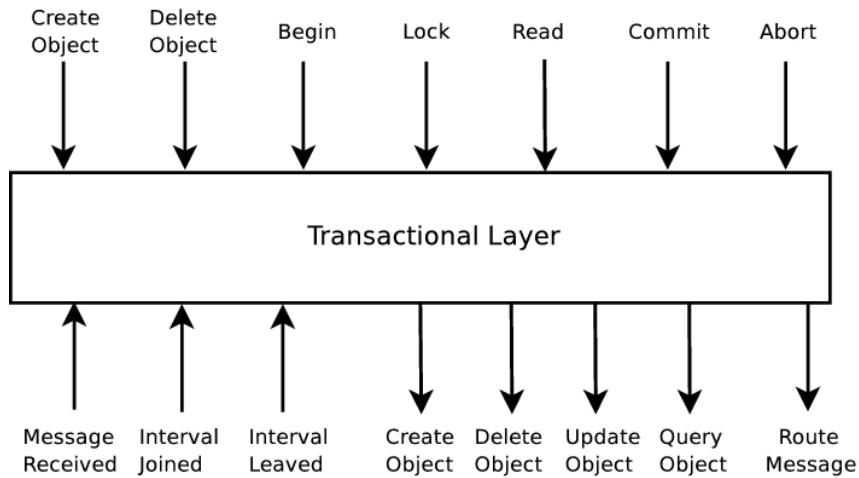 Create
Object
Delete
Object
Begin
Lock
Read
Commit
Abort
Transactional Layer
Message
Received
Interval
Joined
Interval
Leaved
Create
Object
Delete
Object
Update
Object
Query
Object
Route
Message